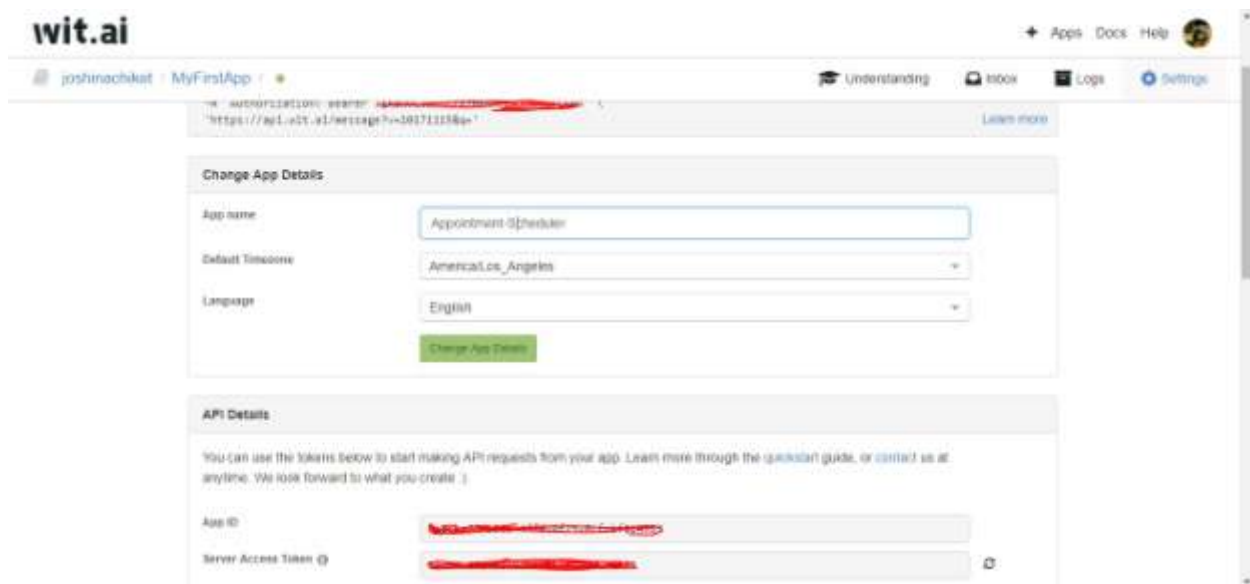 wit.ai
Apps Docs Help
joshinachiket / MyFirstApp /
Understanding Inbox Logs Settings
'https://api.wit.ai/message?v=20171115&q='
Learn more
Change App Details
App name
Appointment-Scheduler
Default Timezone
America/Los_Angeles
Language
English
Change App Details
API Details
You can use the tokens below to start making API requests from your app. Learn more through the quickstart guide, or contact us at
anytime. We look forward to what you create :)
App ID
Server Access Token